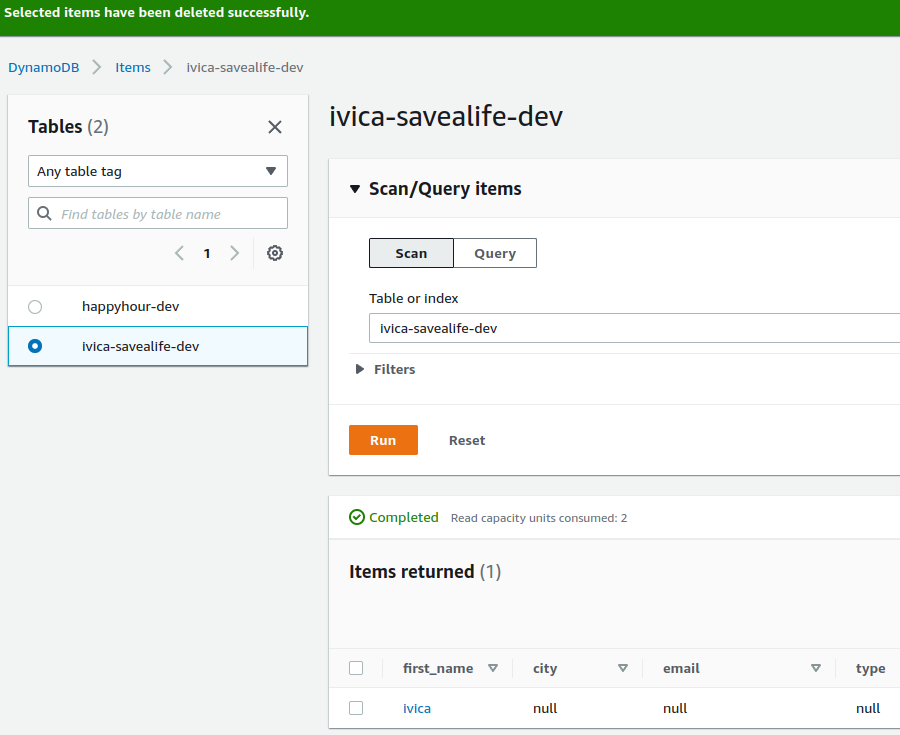 Selected items have been deleted successfully.
DynamoDB Items ivica-savealife-dev
Tables (2)
Any table tag
Find tables by table name
1
happyhour-dev
ivica-savealife-dev
ivica-savealife-dev
Scan/Query items
Scan Query
Table or index
ivica-savealife-dev
Filters
Run Reset
Completed Read capacity units consumed: 2
Items returned (1)
first_name city email type
ivica null null null